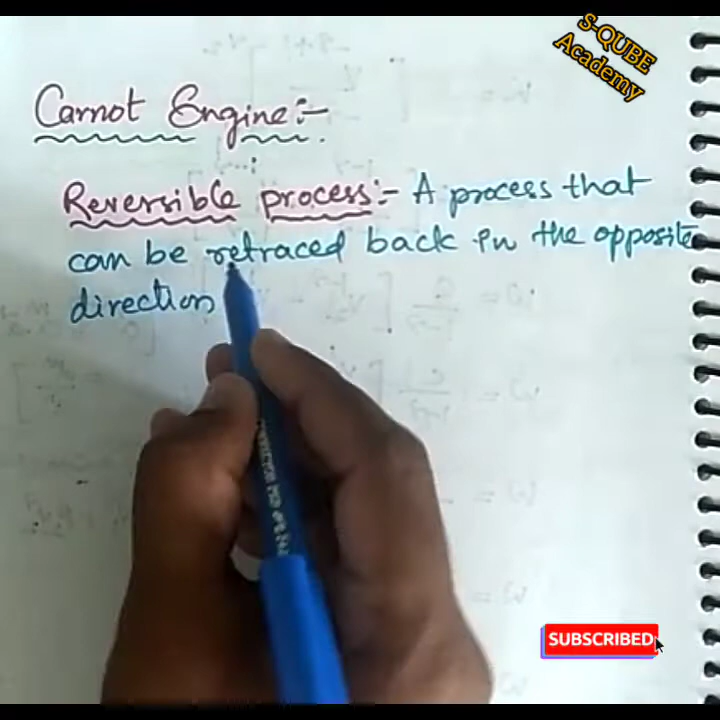 S-QUBE
Academy
Carnot Engine:-
Reversible process:- A process that
can be retraced back in the opposite
direction
SUBSCRIBED